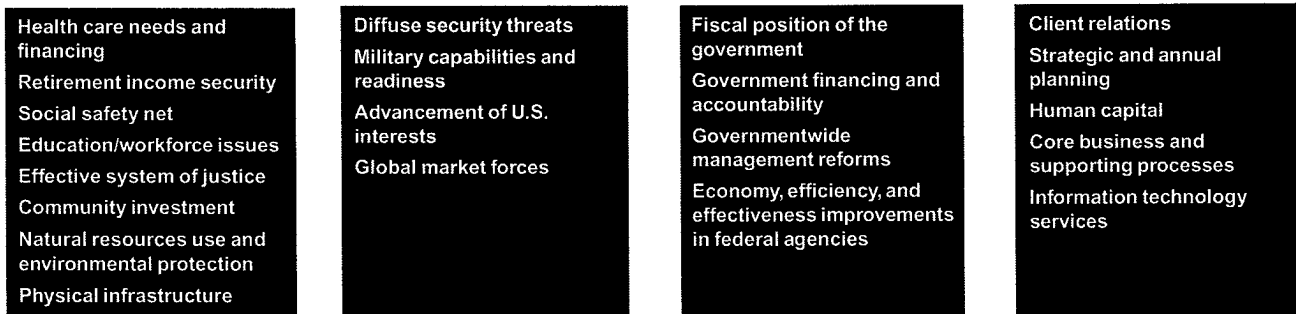 Health care needs and
financing
Retirement income security
Social safety net
Education/workforce issues
Effective system of justice
Community investment
Natural resources use and
environmental protection
Physical infrastructure
Diffuse security threats
Military capabilities and
readiness
Advancement of U.S.
interests
Global market forces
Fiscal position of the
government
Government financing and
accountability
Governmentwide
management reforms
Economy, efficiency, and
effectiveness improvements
in federal agencies
Client relations
Strategic and annual
planning
Human capital
Core business and
supporting processes
Information technology
services